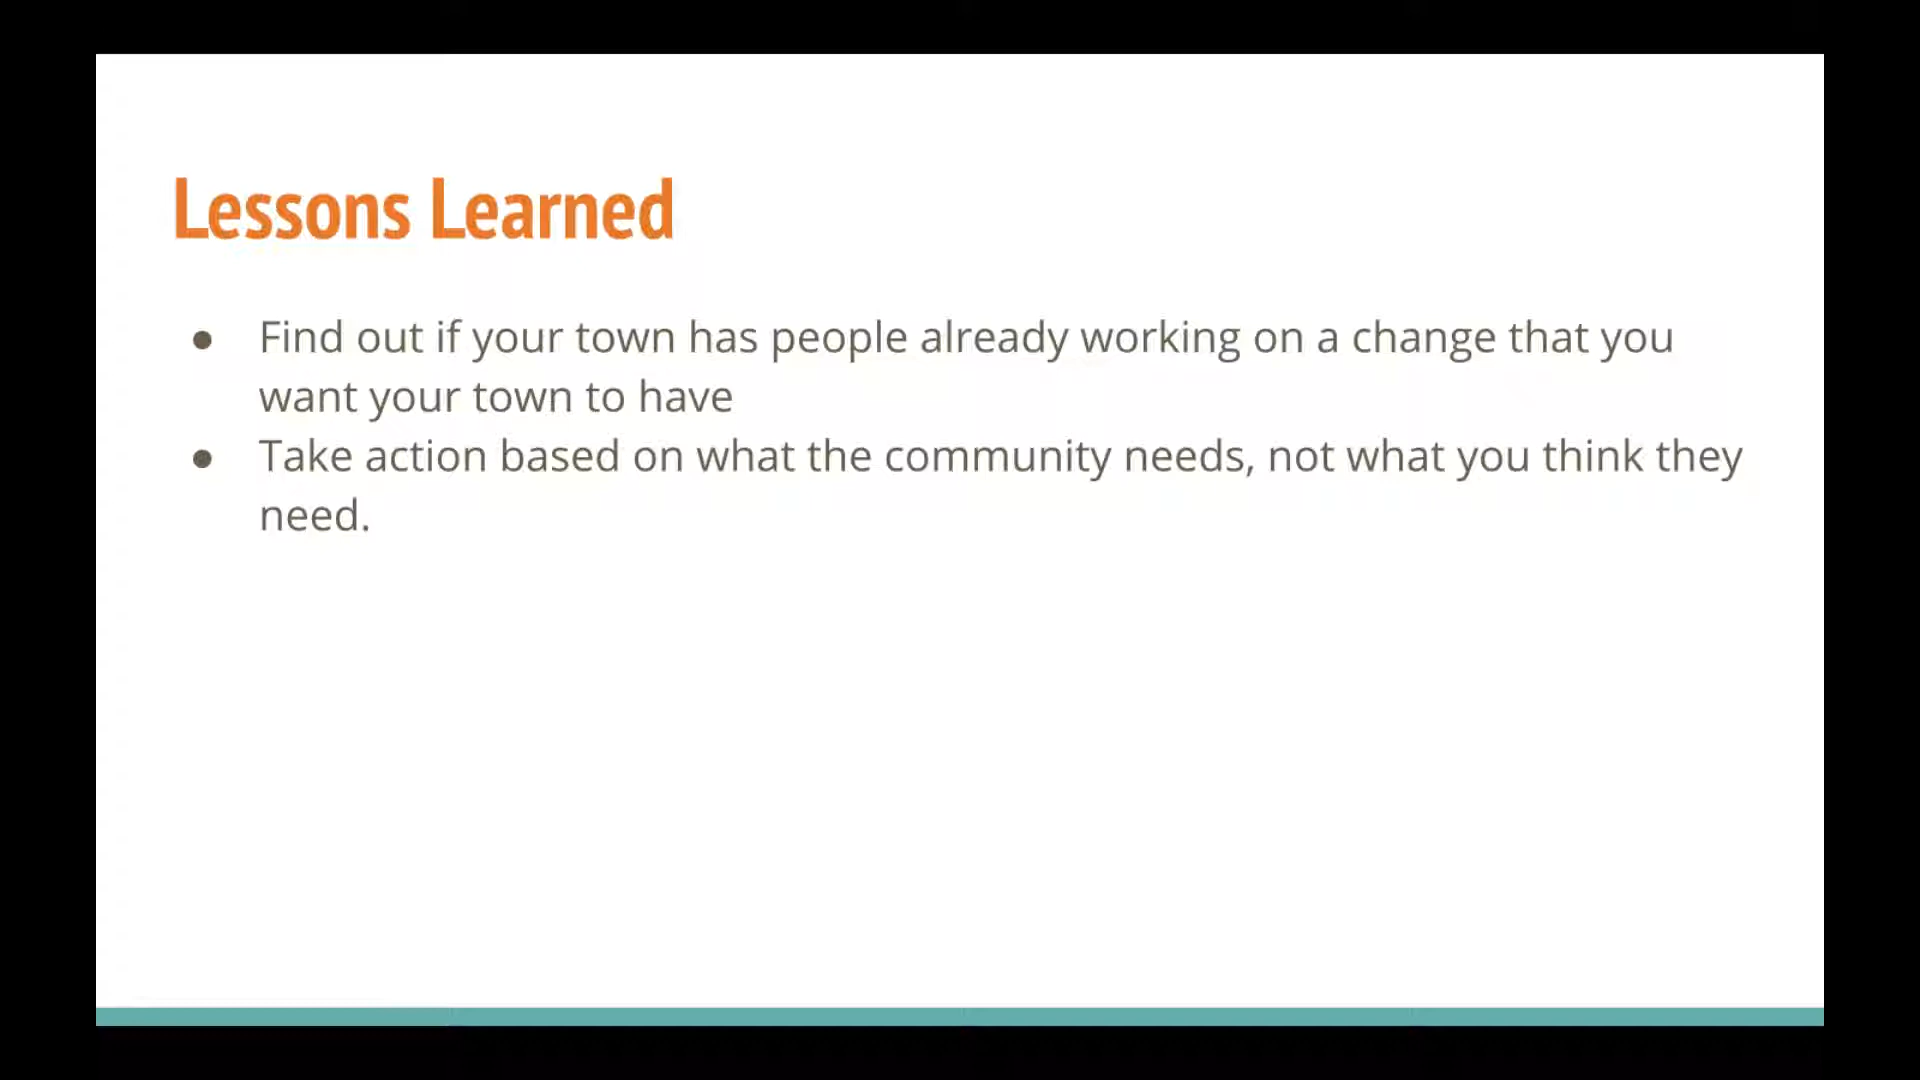 Lessons Learned
● Find out if your town has people already working on a change that you
want your town to have
● Take action based on what the community needs, not what you think they
need.